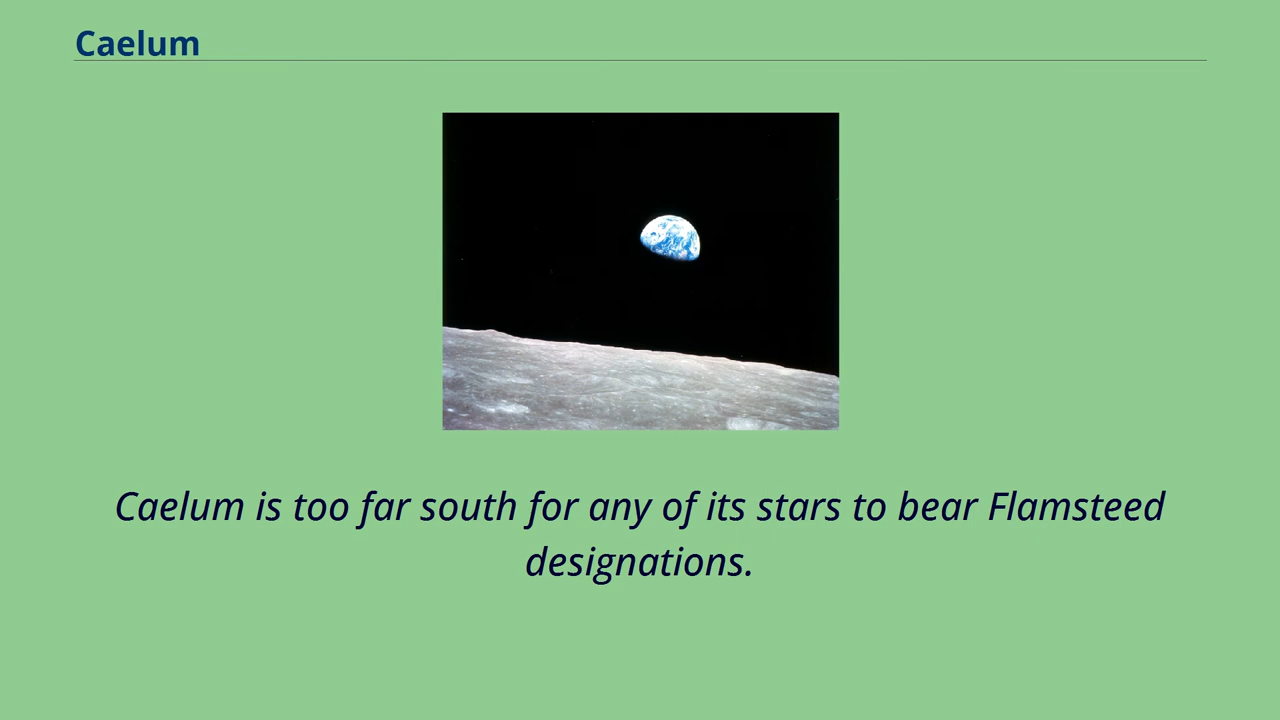 Caelum
Caelum is too far south for any of its stars to bear Flamsteed
designations.